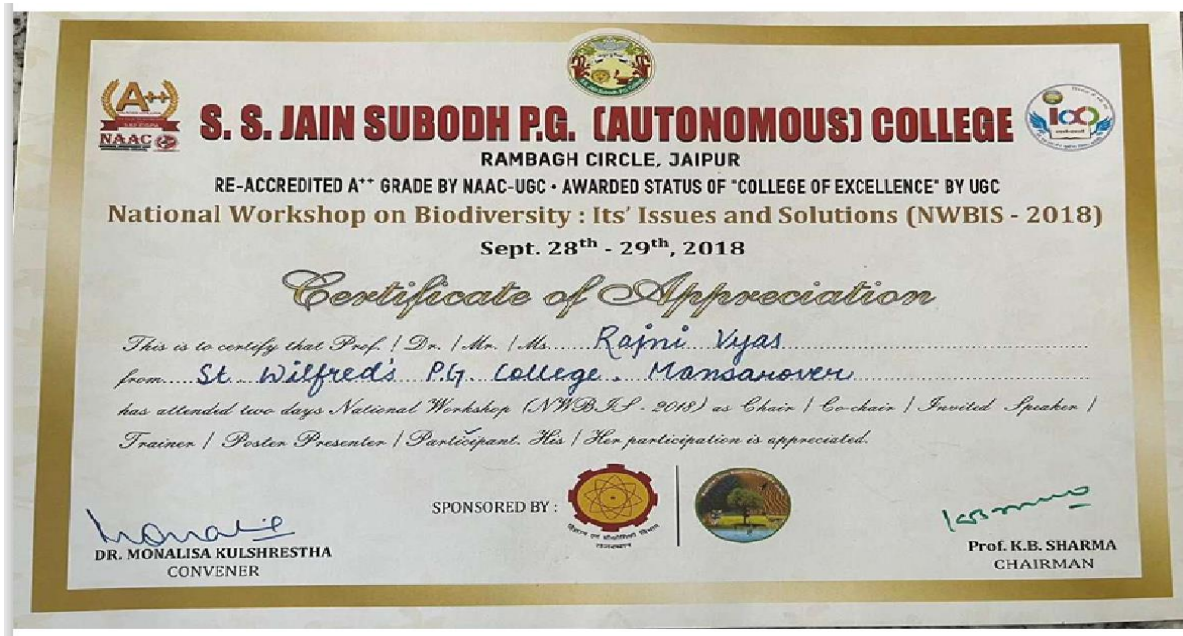 A++
NAAC
100
S. S. JAIN SUBODH P.G. (AUTONOMOUS) COLLEGE
RAMBAGH CIRCLE, JAIPUR
RE-ACCREDITED A++ GRADE BY NAAC-UGC • AWARDED STATUS OF "COLLEGE OF EXCELLENCE" BY UGC
National Workshop on Biodiversity : Its' Issues and Solutions (NWBIS - 2018)
Sept. 28th - 29th, 2018
Certificate of Appreciation
This is to certify that Prof. / Dr. / Mr. / Ms. Rajni Vyas
from St. Wilfred's P.G. College. Mansarover
has attended two days National Workshop (NWBIS - 2018) as Chair / Co-chair / Invited Speaker /
Trainer / Poster Presenter / Participant. His / Her participation is appreciated.
SPONSORED BY :
विज्ञान एवं प्रौद्योगिकी विभाग
राजस्थान
DR. MONALISA KULSHRESTHA
CONVENER
Prof. K.B. SHARMA
CHAIRMAN